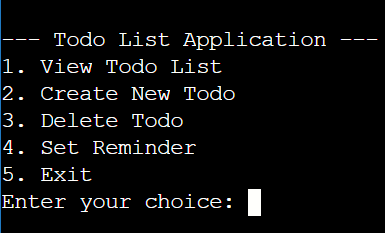 --- Todo List Application ---
1. View Todo List
2. Create New Todo
3. Delete Todo
4. Set Reminder
5. Exit
Enter your choice: